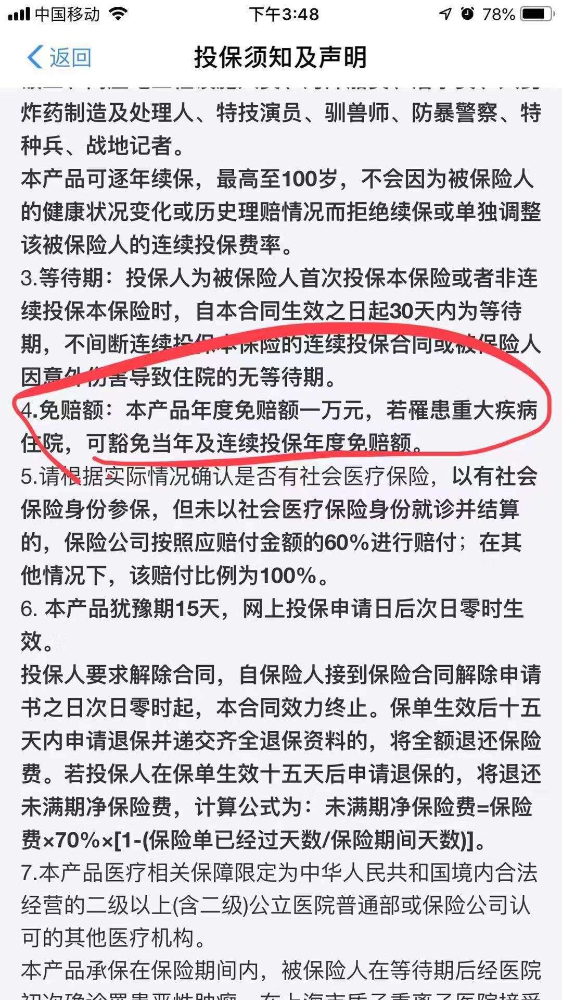 中国移动 下午3:48 78%
返回 投保须知及声明
炸药制造及处理人、特技演员、驯兽师、防暴警察、特
种兵、战地记者。
本产品可逐年续保，最高至100岁，不会因为被保险人
的健康状况变化或历史理赔情况而拒绝续保或单独调整
该被保险人的连续投保费率。
3.等待期：投保人为被保险人首次投保本保险或者非连
续投保本保险时，自本合同生效之日起30天内为等待
期，不间断连续投保本保险的连续投保合同或被保险人
因意外伤害导致住院的无等待期。
4.免赔额：本产品年度免赔额一万元，若罹患重大疾病
住院，可豁免当年及连续投保年度免赔额。
5.请根据实际情况确认是否有社会医疗保险，以有社会
保险身份参保，但未以社会医疗保险身份就诊并结算
的，保险公司按照应赔付金额的60%进行赔付；在其
他情况下，该赔付比例为100%。
6. 本产品犹豫期15天，网上投保申请日后次日零时生
效。
投保人要求解除合同，自保险人接到保险合同解除申请
书之日次日零时起，本合同效力终止。保单生效后十五
天内申请退保并递交齐全退保资料的，将全额退还保险
费。若投保人在保单生效十五天后申请退保的，将退还
未满期净保险费，计算公式为：未满期净保险费=保险
费×70%×[1-(保险单已经过天数/保险期间天数)]。
7.本产品医疗相关保障限定为中华人民共和国境内合法
经营的二级以上(含二级)公立医院普通部或保险公司认
可的其他医疗机构。
本产品承保在保险期间内，被保险人在等待期后经医院
初次确诊罹患恶性肿瘤，在上海市质子重离子医院接受